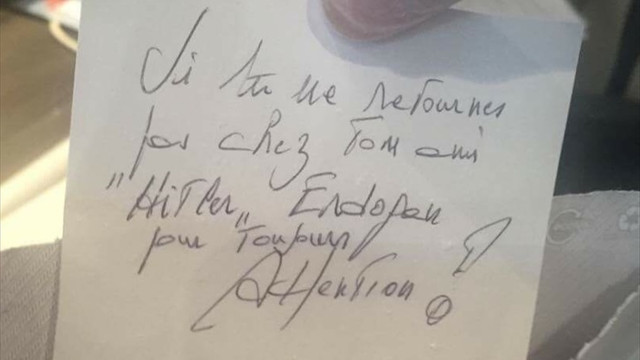 Si tu ne retournes
pas chez Ton ami
"Hitler„ Erdogan
pour Toujours !
Attention !